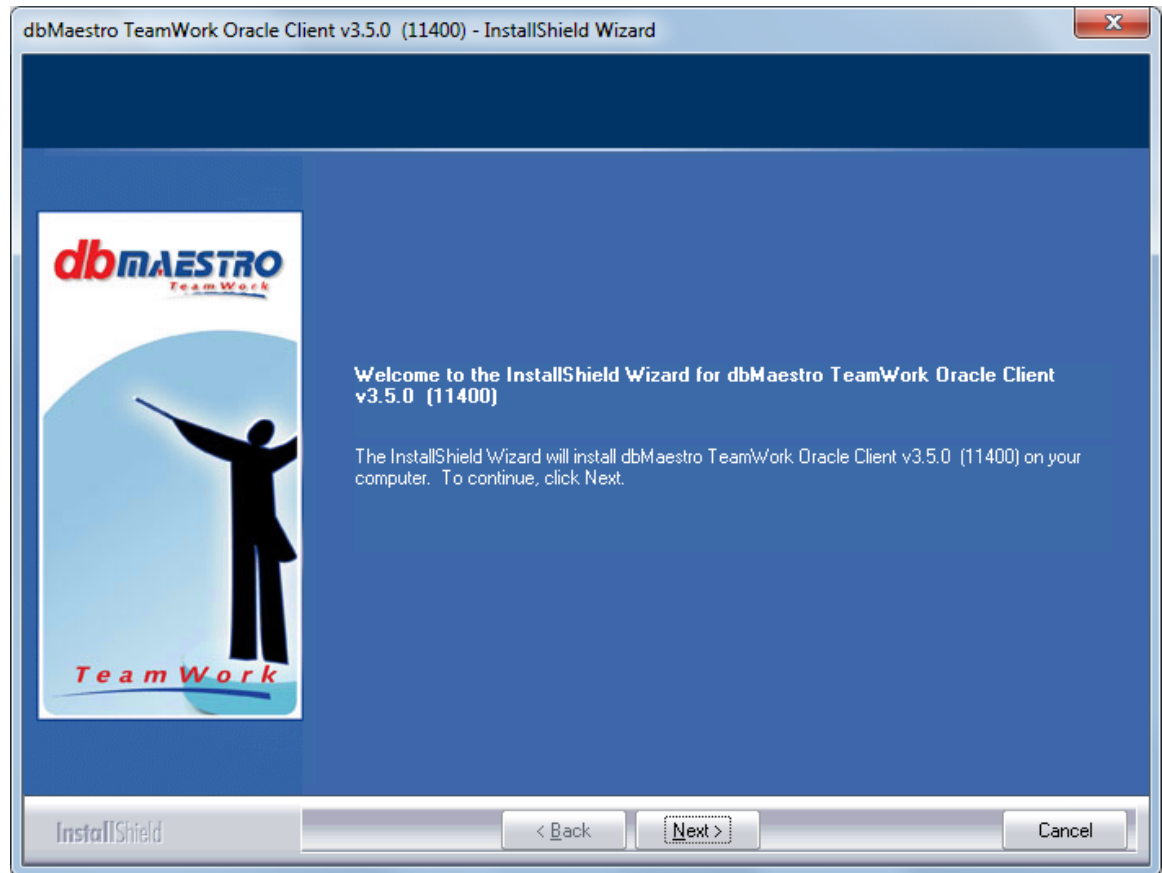 dbMaestro TeamWork Oracle Client v3.5.0  (11400) - InstallShield Wizard
dbMAESTRO
TeamWork
Welcome to the InstallShield Wizard for dbMaestro TeamWork Oracle Client
v3.5.0  (11400)
The InstallShield Wizard will install dbMaestro TeamWork Oracle Client v3.5.0  (11400) on your
computer.  To continue, click Next.
TeamWork
InstallShield
< Back
Next >
Cancel